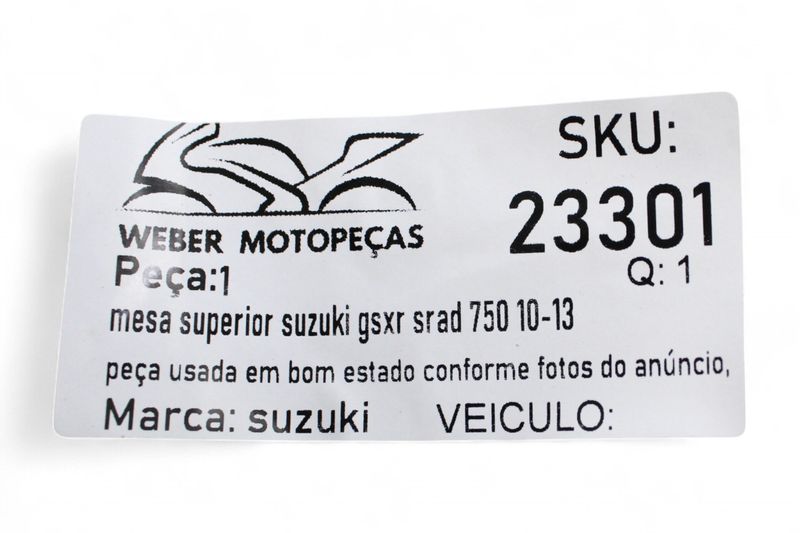 WEBER MOTOPEÇAS
SKU:
23301
Peça:1
Q: 1
mesa superior suzuki gsxr srad 750 10-13
peça usada em bom estado conforme fotos do anúncio,
Marca: suzuki VEICULO: